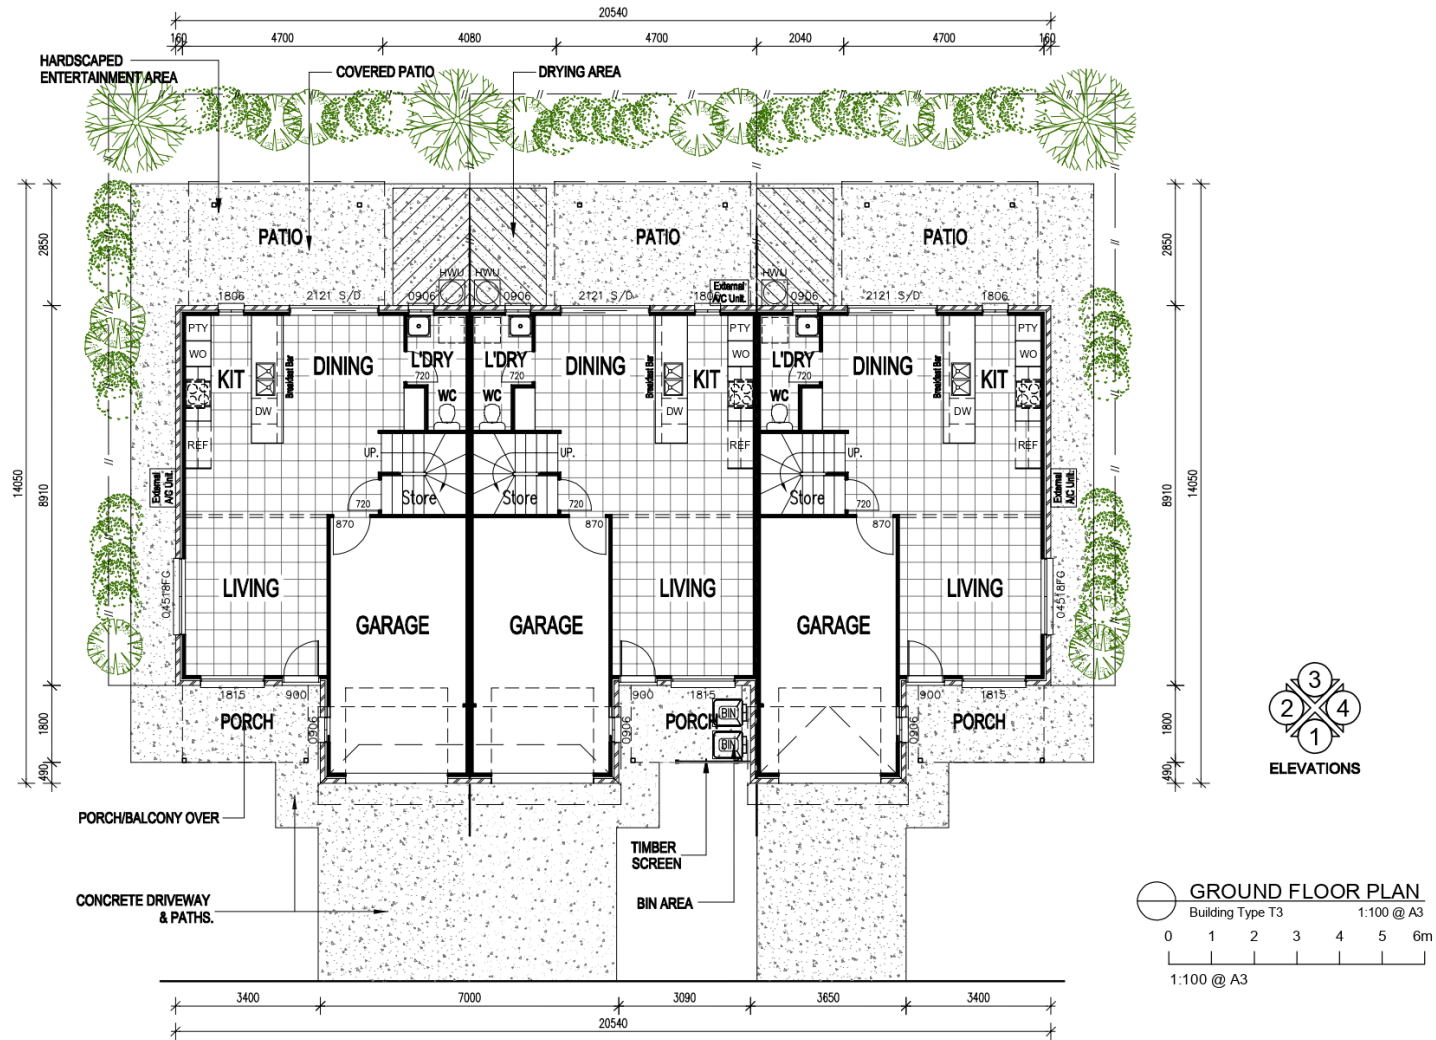 20540
160 4700 4080 4700 2040 4700 160
HARDSCAPED
ENTERTAINMENT AREA
COVERED PATIO
DRYING AREA
PATIO PATIO PATIO
2850 2850
HWU HWU HWU
External
A/C Unit.
1806 2121 S/D 0906 0906 2121 S/D 180 0906 2121 S/D 1806
PTY PTY PTY
WO WO WO
KIT DINING L'DRY L'DRY DINING KIT L'DRY DINING KIT
Breakfast Bar Breakfast Bar Breakfast Bar
720 720 720
WC WC WC
DW DW DW
REF REF REF
UP. UP. UP.
14050 8910 8910 14050
External
A/C Unit.
External
A/C Unit.
Store Store Store
720 720 720
870 870 870
LIVING LIVING LIVING
04518FG 04518FG
GARAGE GARAGE GARAGE
1815 900 900 1815 900 1815
PORCH PORCH PORCH
BIN
BIN
0906 0906 0906
1800 1800
490 490
3
2 4
1
ELEVATIONS
PORCH/BALCONY OVER
TIMBER
SCREEN
CONCRETE DRIVEWAY
& PATHS.
BIN AREA
GROUND FLOOR PLAN
Building Type T3 1:100 @ A3
0 1 2 3 4 5 6m
1:100 @ A3
3400 7000 3090 3650 3400
20540